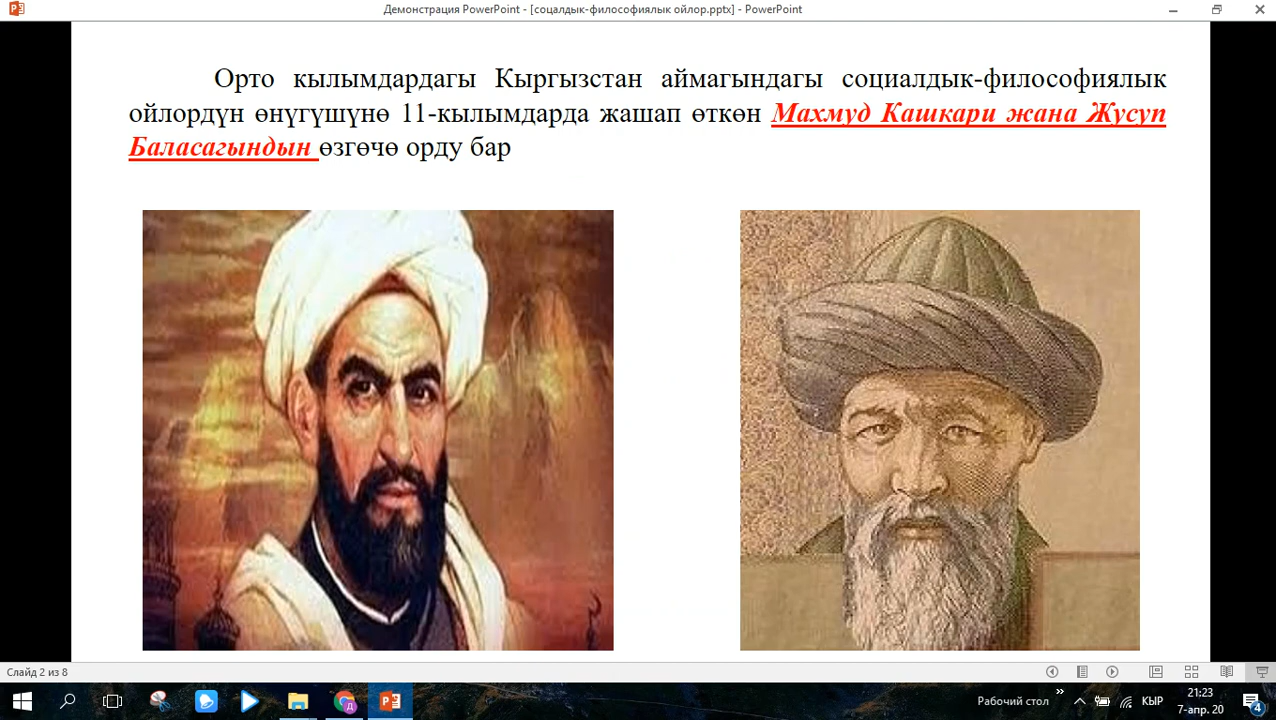 Демонстрация PowerPoint - [соцалдык-философиялык ойлор.pptx] - PowerPoint
Орто кылымдардагы Кыргызстан аймагындагы социалдык-философиялык
ойлордүн өнүгүшүнө 11-кылымдарда жашап өткөн Махмуд Кашкари жана Жусуп
Баласагындын өзгөчө орду бар
Слайд 2 из 8
Рабочий стол
КЫР
21:23
7-апр. 20
4